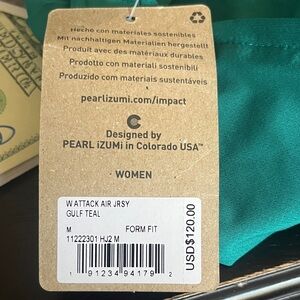 Hecho con materiales sostenibles
Mit nachhaltigen Materialien hergestellt
Produit avec des matériaux durables
Prodotto con materiali sostenibili
Produzido com materiais sustentáveis
pearlizumi.com/impact
Designed by
PEARL iZUMi in Colorado USA™
WOMEN
W ATTACK AIR JRSY
GULF TEAL
M FORM FIT
11222301 HJ2 M
1 91234 94179 2
USD$120.00